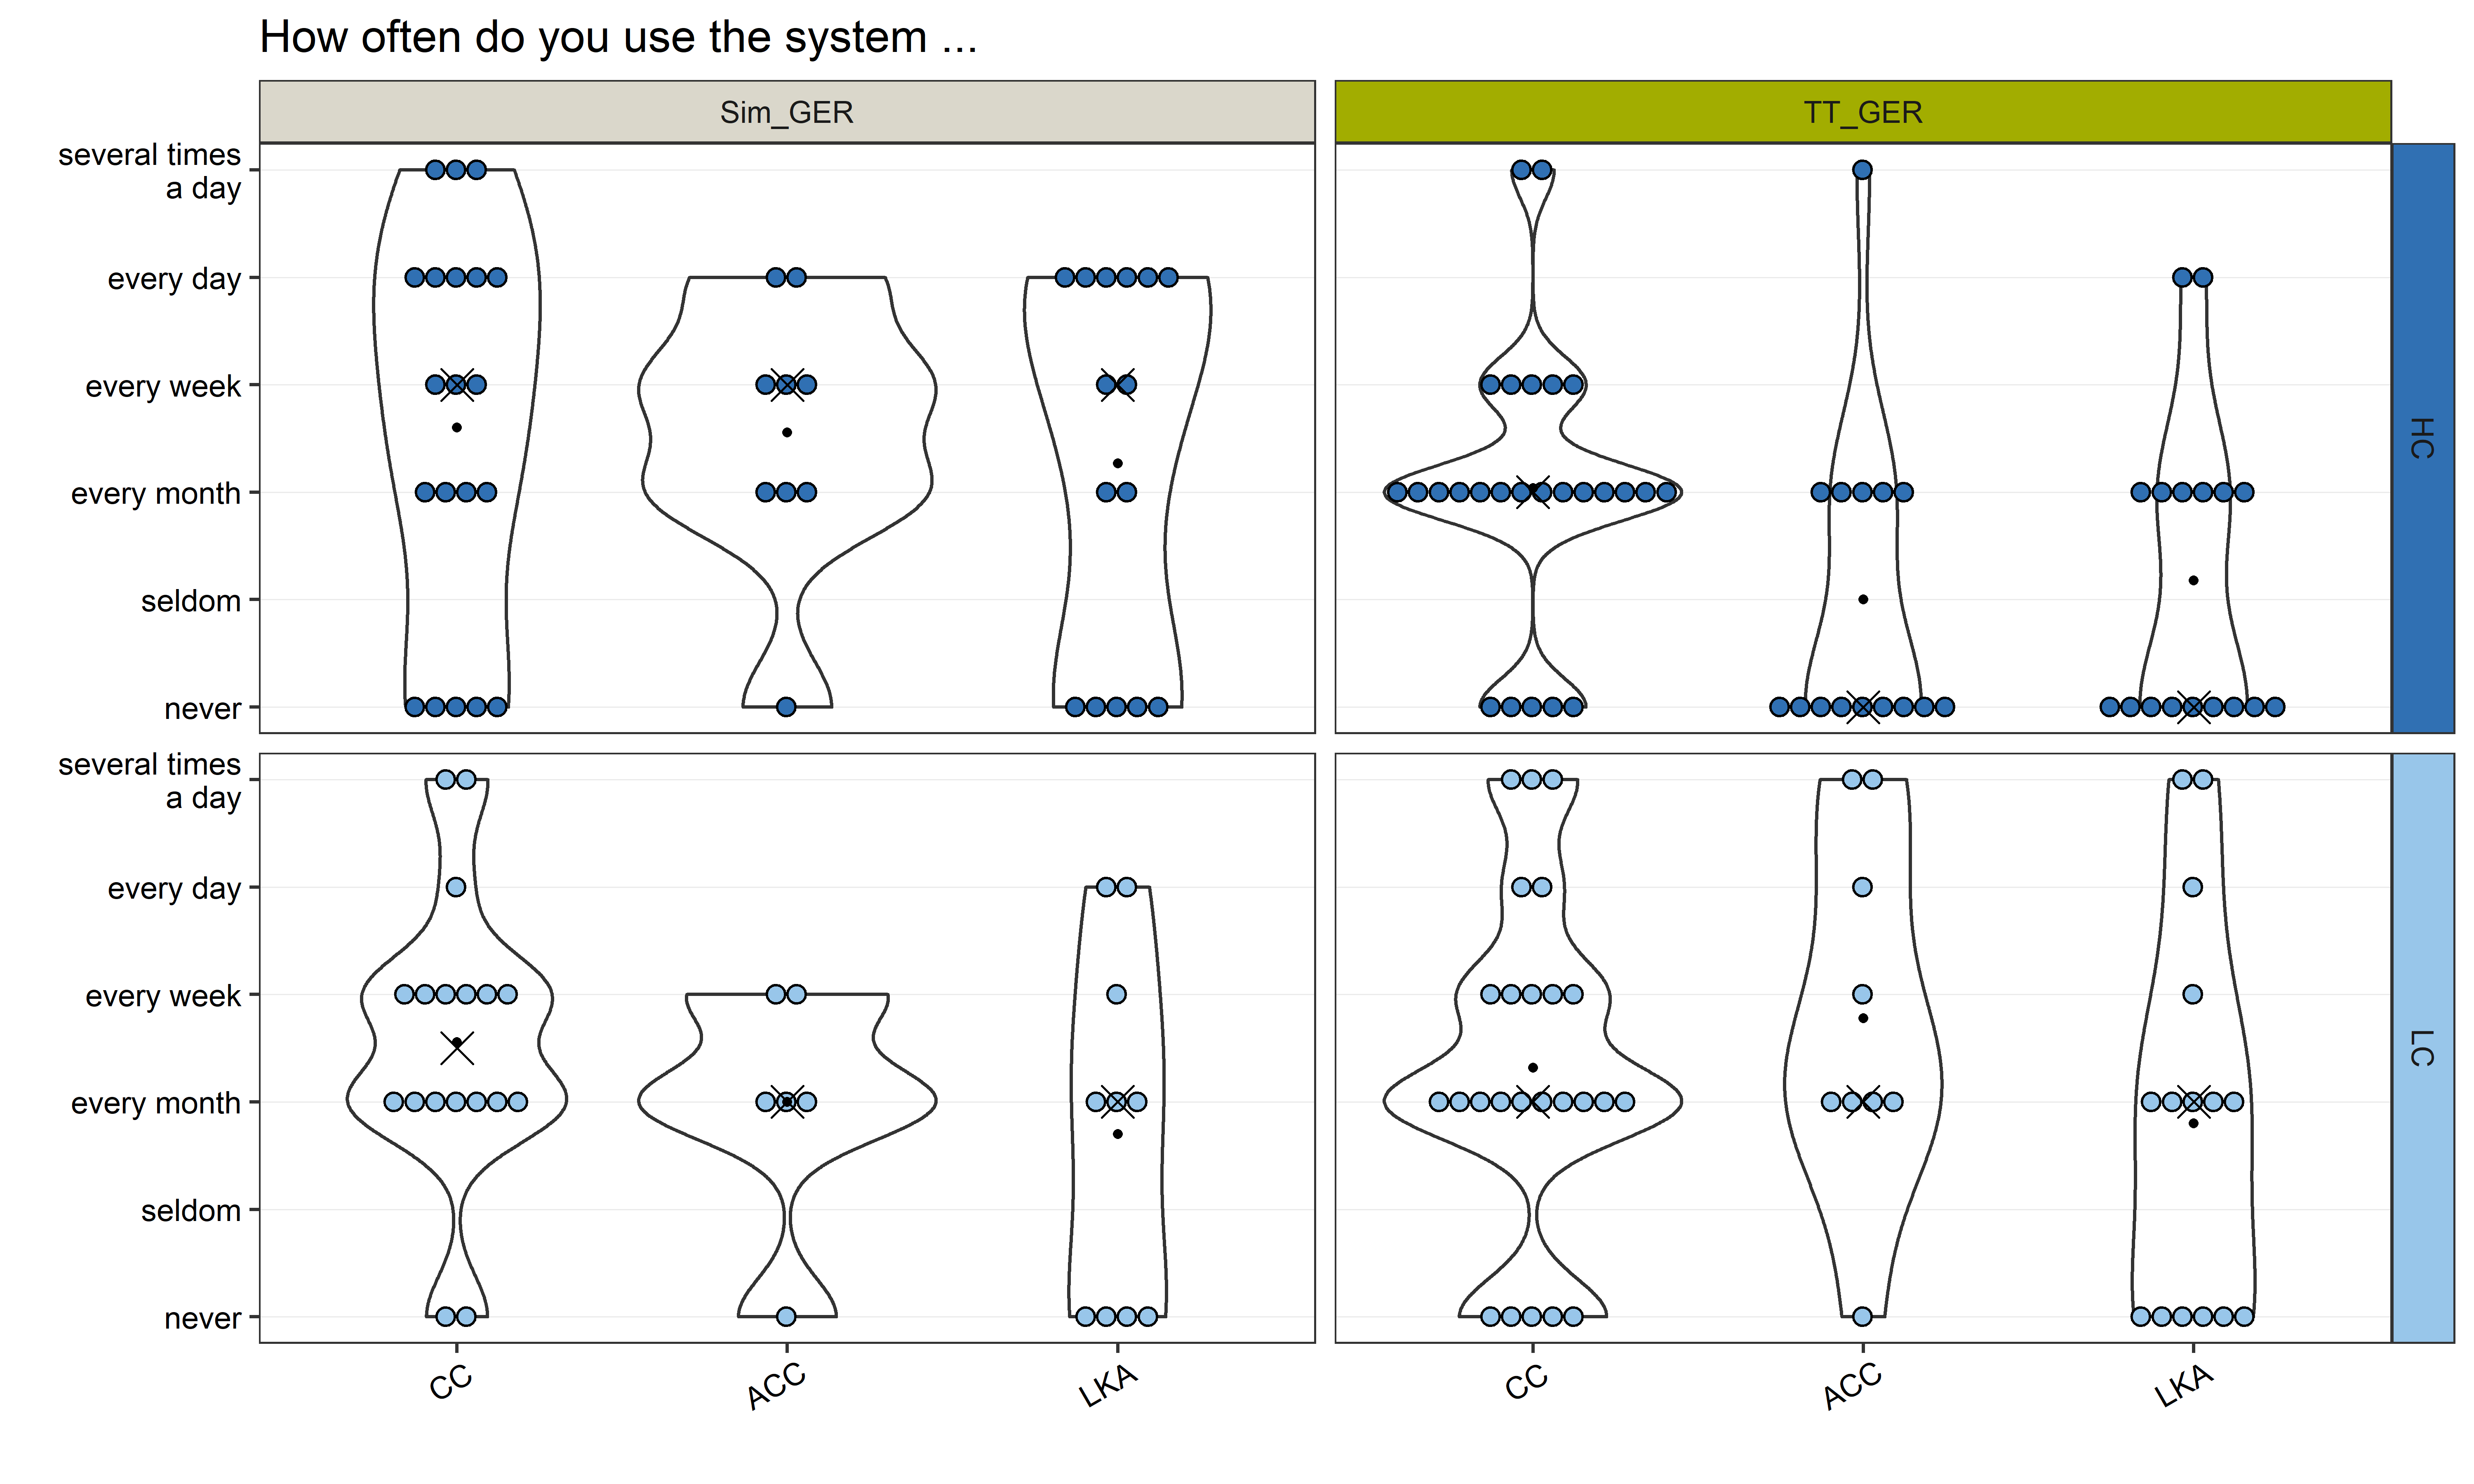 How often do you use the system ...
Sim_GER
TT_GER
several times
a day
every day
every week
every month
seldom
never
HC
several times
a day
every day
every week
every month
seldom
never
LC
CC
ACC
LKA
CC
ACC
LKA